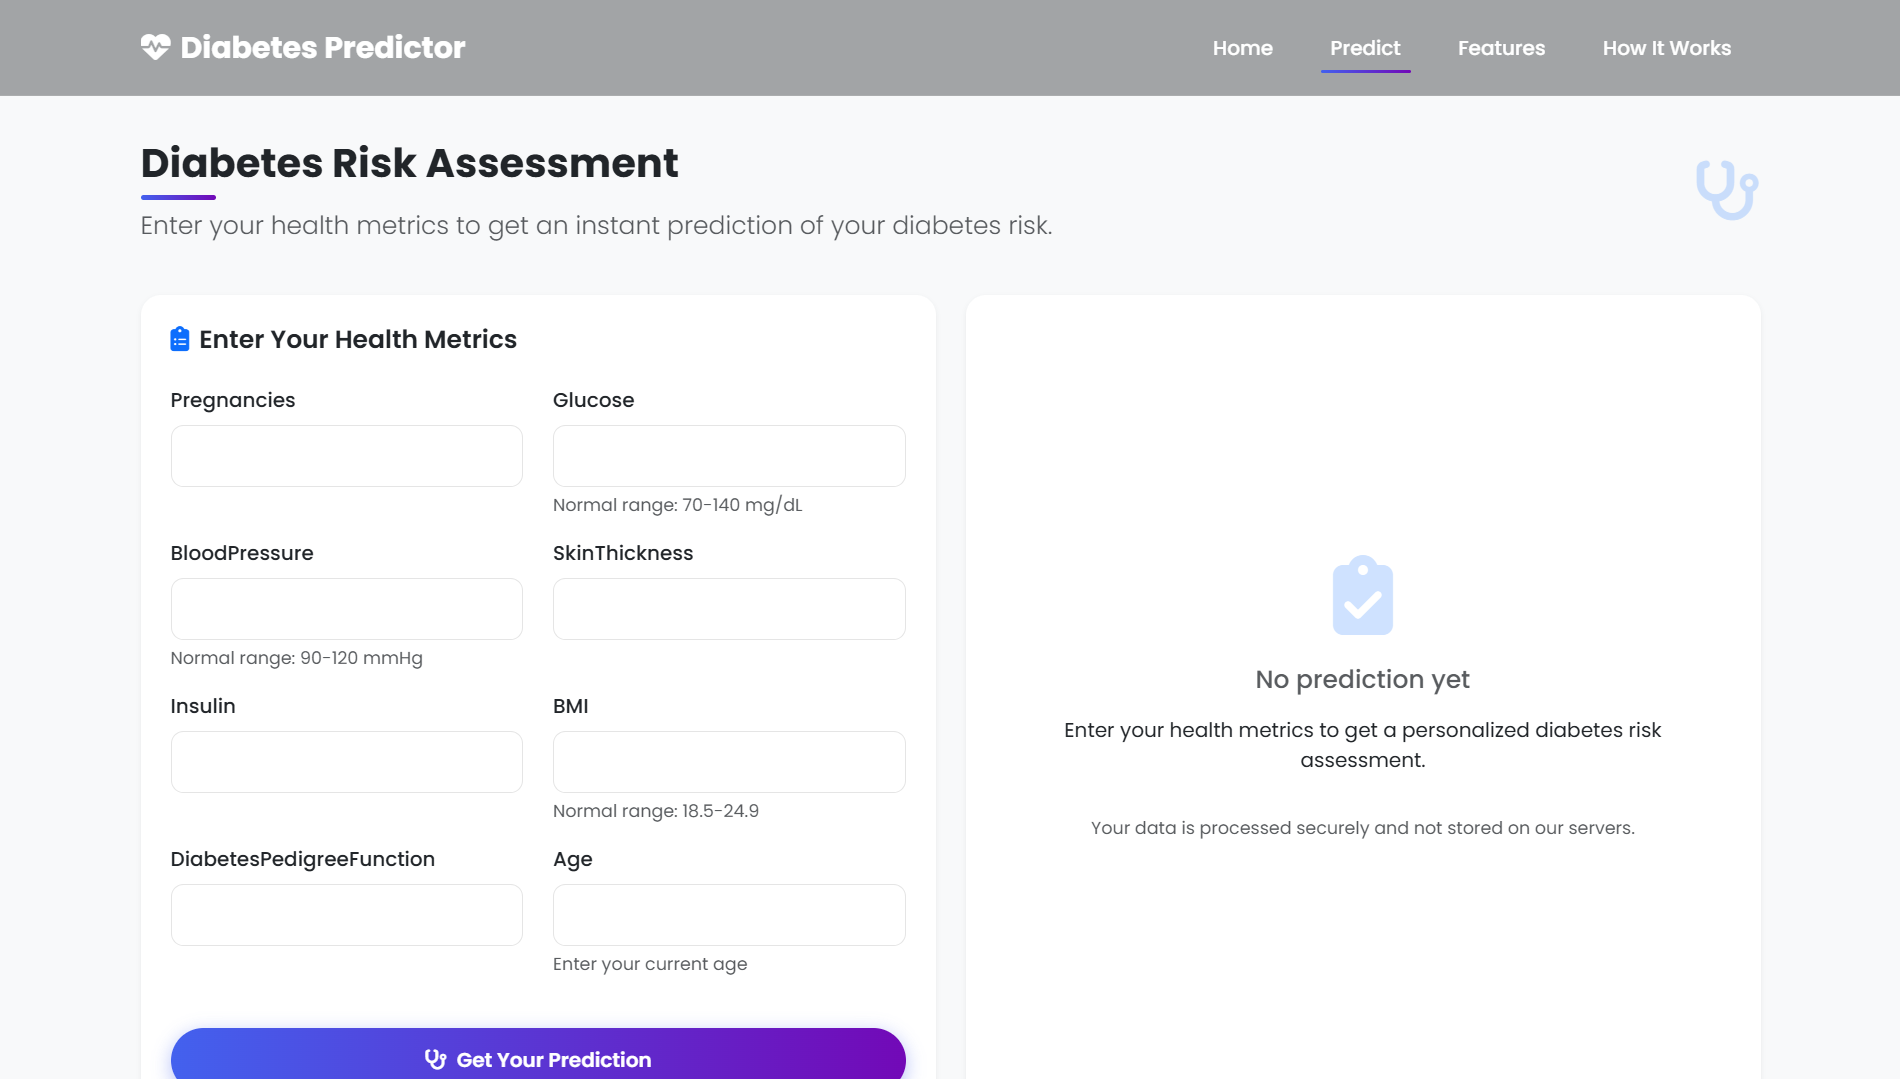 Diabetes Predictor
Home
Predict
Features
How It Works
Diabetes Risk Assessment
Enter your health metrics to get an instant prediction of your diabetes risk.
Enter Your Health Metrics
Pregnancies
Glucose
Normal range: 70-140 mg/dL
BloodPressure
SkinThickness
Normal range: 90-120 mmHg
Insulin
BMI
Normal range: 18.5-24.9
DiabetesPedigreeFunction
Age
Enter your current age
Get Your Prediction
No prediction yet
Enter your health metrics to get a personalized diabetes risk
assessment.
Your data is processed securely and not stored on our servers.